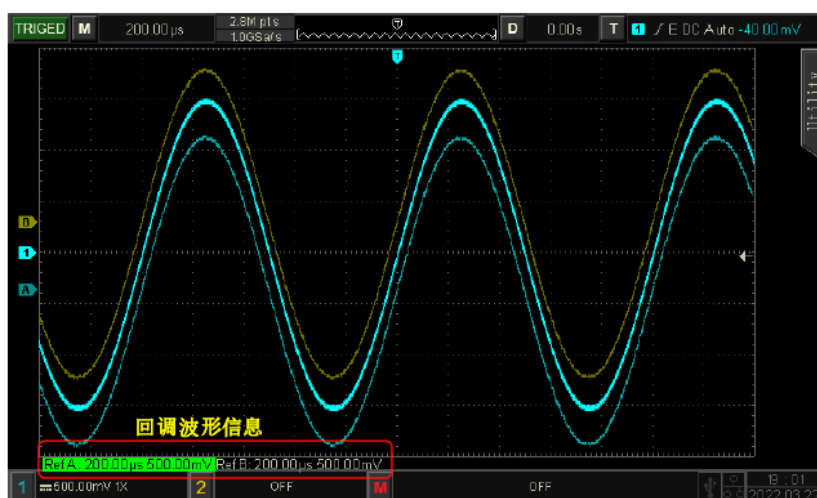 TRIGED M 200.00μs 2.8M pts D 0.00s T 1 E DC Auto -40.00mV
1.0GSa/s
T
T
Utility
B
1
A
回调波形信息
Ref A: 200.00μs 500.00mV Ref B: 200.00μs 500.00mV
1 500.00mV 1X 2 OFF M OFF 19:01